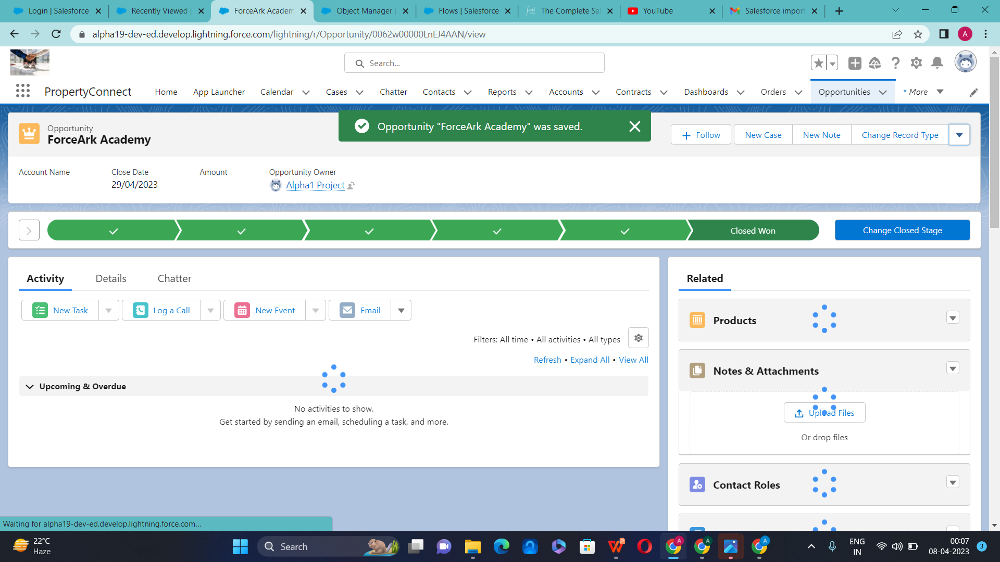 Login | Salesforce
Recently Viewed |
ForceArk Academ
Object Manager |
Flows | Salesforce
The Complete Sal
YouTube
Salesforce import
alpha19-dev-ed.develop.lightning.force.com/lightning/r/Opportunity/0062w00000LnEJ4AAN/view
A
Search...
PropertyConnect
Home
App Launcher
Calendar
Cases
Chatter
Contacts
Reports
Accounts
Contracts
Dashboards
Orders
Opportunities
* More
Opportunity
ForceArk Academy
Opportunity "ForceArk Academy" was saved.
Follow
New Case
New Note
Change Record Type
Account Name
Close Date
Amount
Opportunity Owner
29/04/2023
Alpha1 Project
Closed Won
Change Closed Stage
Activity
Details
Chatter
New Task
Log a Call
New Event
Email
Filters: All time • All activities • All types
Refresh • Expand All • View All
Upcoming & Overdue
No activities to show.
Get started by sending an email, scheduling a task, and more.
Related
Products
Notes & Attachments
Upload Files
Or drop files
Contact Roles
Waiting for alpha19-dev-ed.develop.lightning.force.com...
22°C
Haze
Search
A
A
A
ENG
IN
00:07
08-04-2023
3